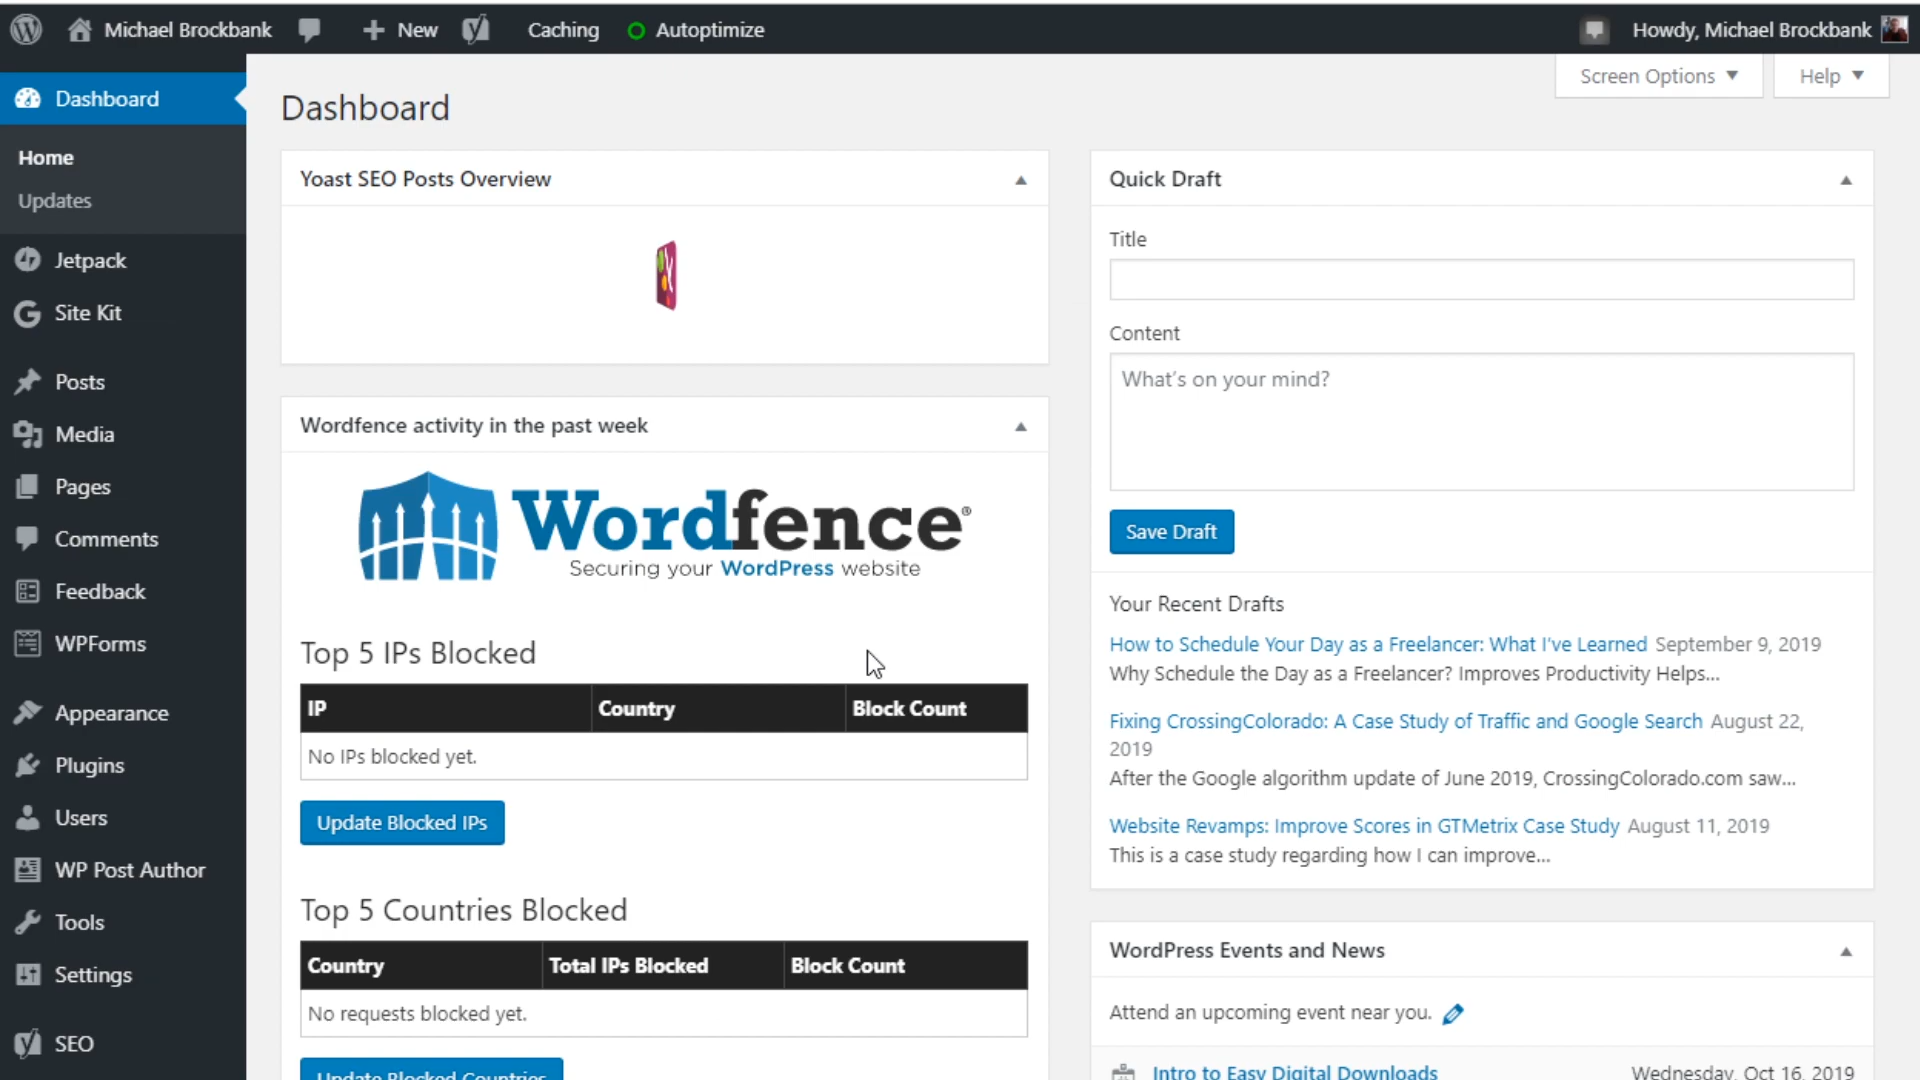 Michael Brockbank
New
Caching
Autoptimize
Howdy, Michael Brockbank
Screen Options
Help
Dashboard
Home
Updates
Jetpack
Site Kit
Posts
Media
Pages
Comments
Feedback
WPForms
Appearance
Plugins
Users
WP Post Author
Tools
Settings
SEO
Dashboard
Yoast SEO Posts Overview
Wordfence activity in the past week
Wordfence®
Securing your WordPress website
Top 5 IPs Blocked
IP Country Block Count
No IPs blocked yet.
Update Blocked IPs
Top 5 Countries Blocked
Country Total IPs Blocked Block Count
No requests blocked yet.
Update Blocked Countries
Quick Draft
Title
Content
What's on your mind?
Save Draft
Your Recent Drafts
How to Schedule Your Day as a Freelancer: What I've Learned September 9, 2019
Why Schedule the Day as a Freelancer? Improves Productivity Helps...
Fixing CrossingColorado: A Case Study of Traffic and Google Search August 22,
2019
After the Google algorithm update of June 2019, CrossingColorado.com saw...
Website Revamps: Improve Scores in GTMetrix Case Study August 11, 2019
This is a case study regarding how I can improve...
WordPress Events and News
Attend an upcoming event near you.
Intro to Easy Digital Downloads Wednesday, Oct 16, 2019